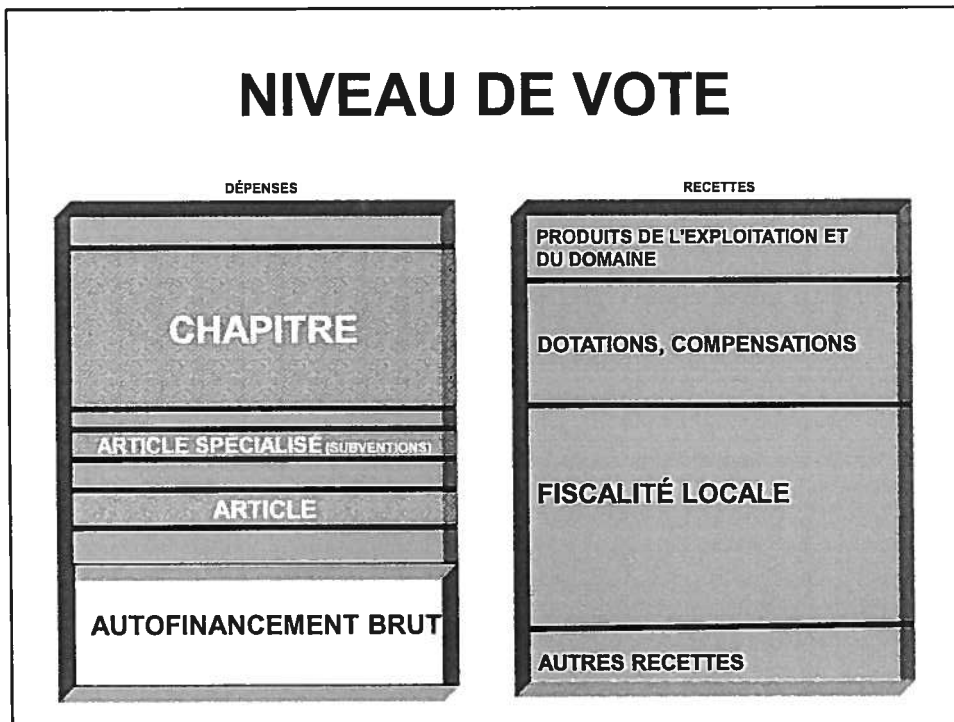 NIVEAU DE VOTE
DÉPENSES
CHAPITRE
ARTICLE SPÉCIALISÉ (SUBVENTIONS)
ARTICLE
AUTOFINANCEMENT BRUT
RECETTES
PRODUITS DE L'EXPLOITATION ET
DU DOMAINE
DOTATIONS, COMPENSATIONS
FISCALITÉ LOCALE
AUTRES RECETTES